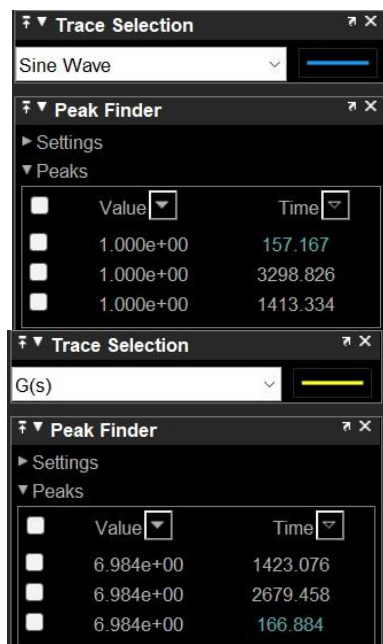 Trace Selection
Sine Wave
Peak Finder
Settings
Peaks
Value Time
1.000e+00 157.167
1.000e+00 3298.826
1.000e+00 1413.334
Trace Selection
G(s)
Peak Finder
Settings
Peaks
Value Time
6.984e+00 1423.076
6.984e+00 2679.458
6.984e+00 166.884